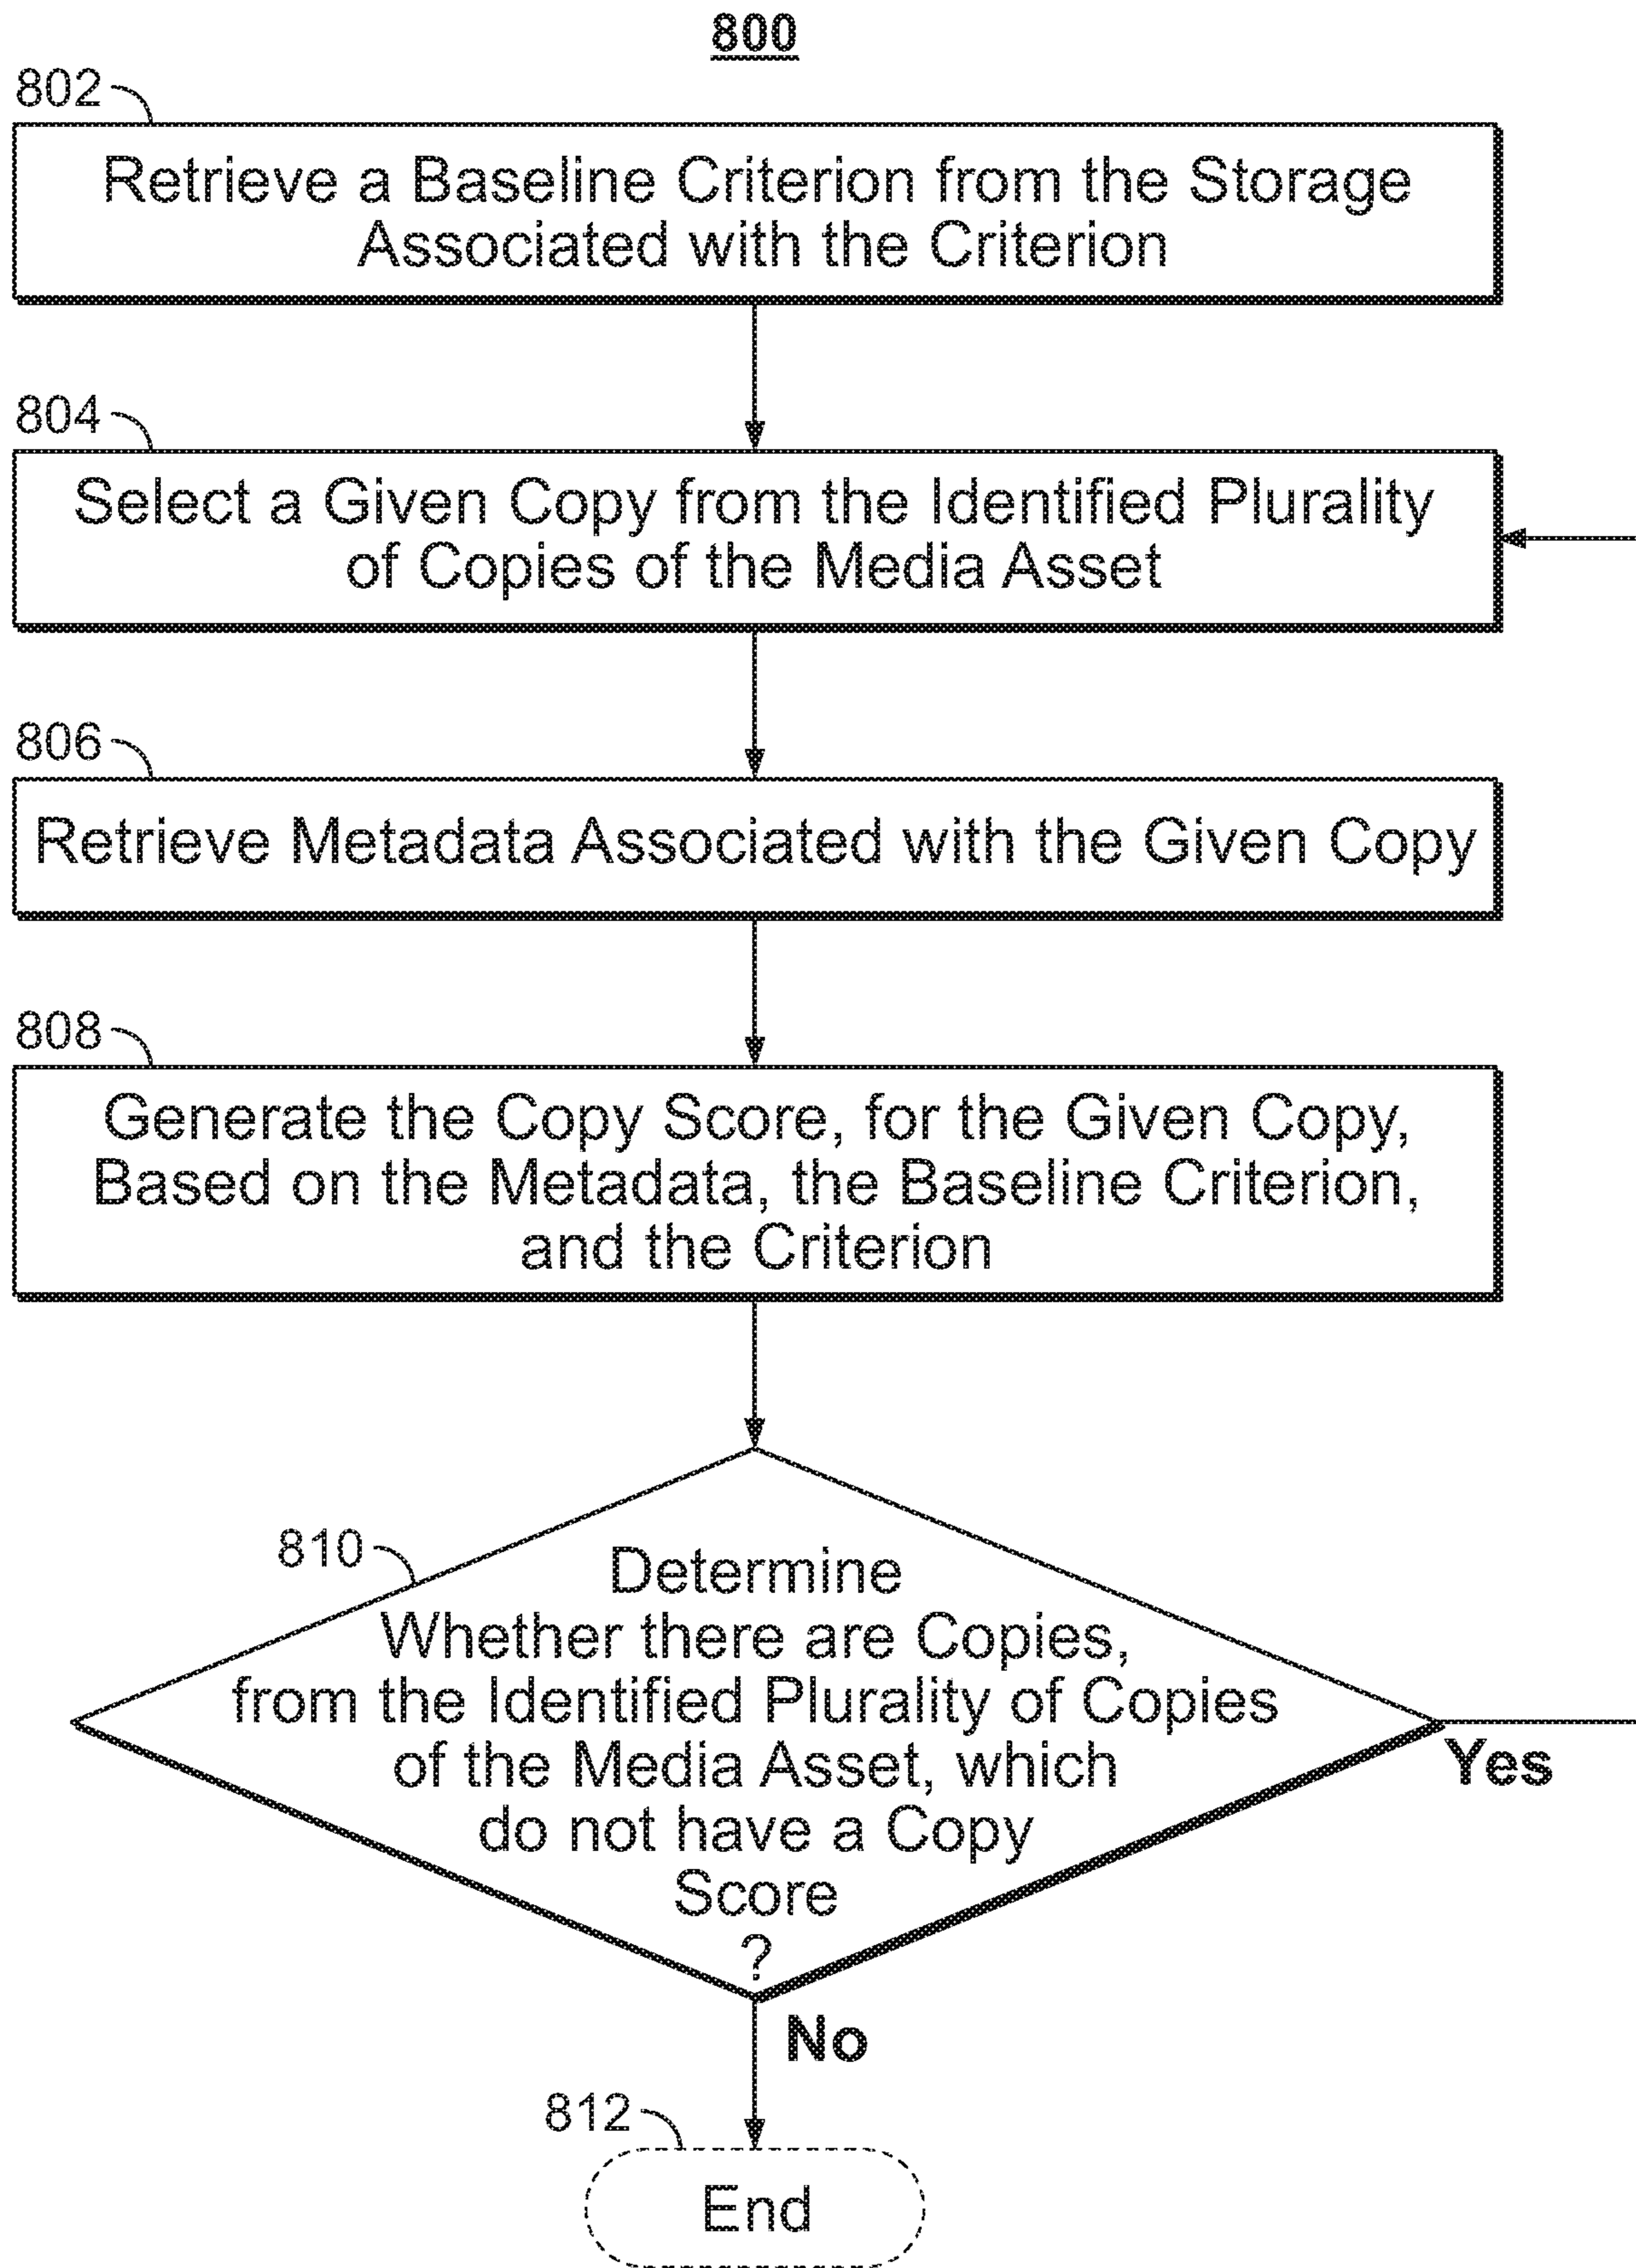 800
802
Retrieve a Baseline Criterion from the Storage
Associated with the Criterion
804
Select a Given Copy from the Identified Plurality
of Copies of the Media Asset
806
Retrieve Metadata Associated with the Given Copy
808
Generate the Copy Score, for the Given Copy,
Based on the Metadata, the Baseline Criterion,
and the Criterion
810
Determine
Whether there are Copies,
from the Identified Plurality of Copies
of the Media Asset, which
do not have a Copy
Score
?
Yes
No
812
End